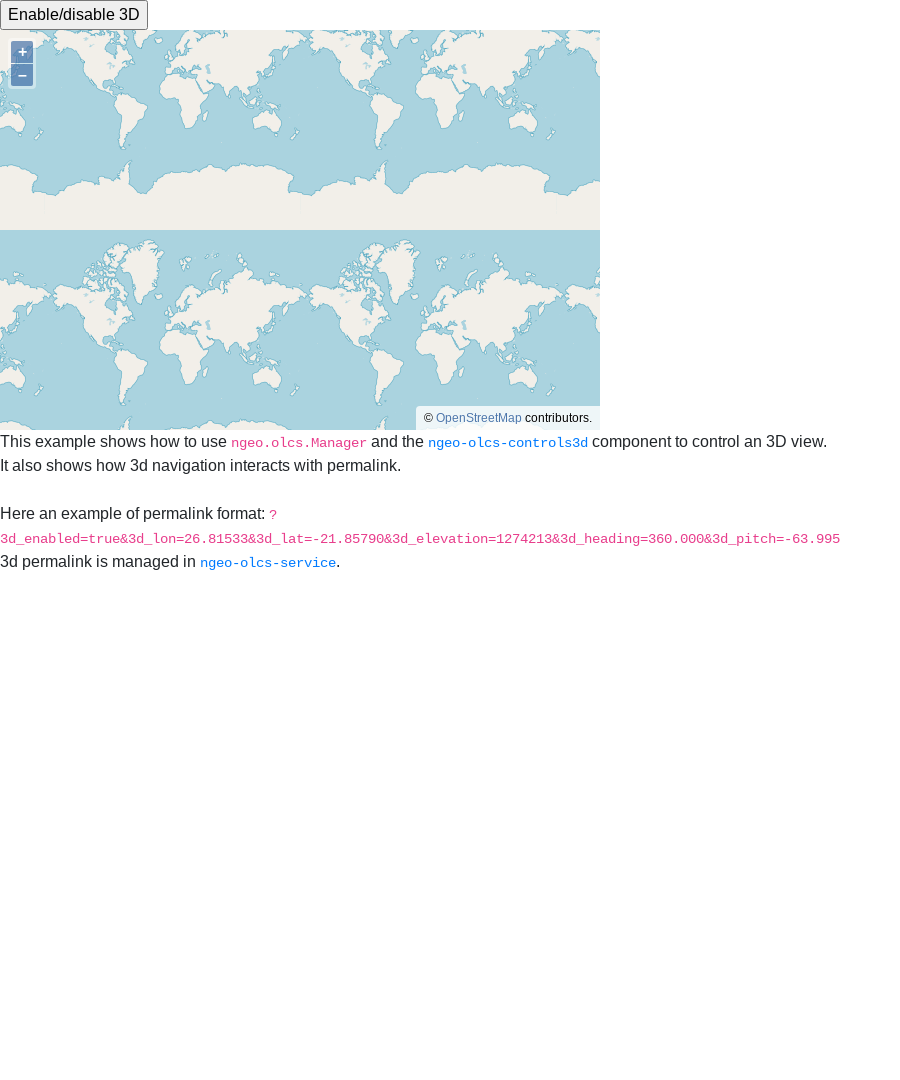 Enable/disable 3D
+
–
© OpenStreetMap contributors.
This example shows how to use ngeo.olcs.Manager and the ngeo-olcs-controls3d component to control an 3D view.
It also shows how 3d navigation interacts with permalink.
Here an example of permalink format: ?
3d_enabled=true&3d_lon=26.81533&3d_lat=-21.85790&3d_elevation=1274213&3d_heading=360.000&3d_pitch=-63.995
3d permalink is managed in ngeo-olcs-service.